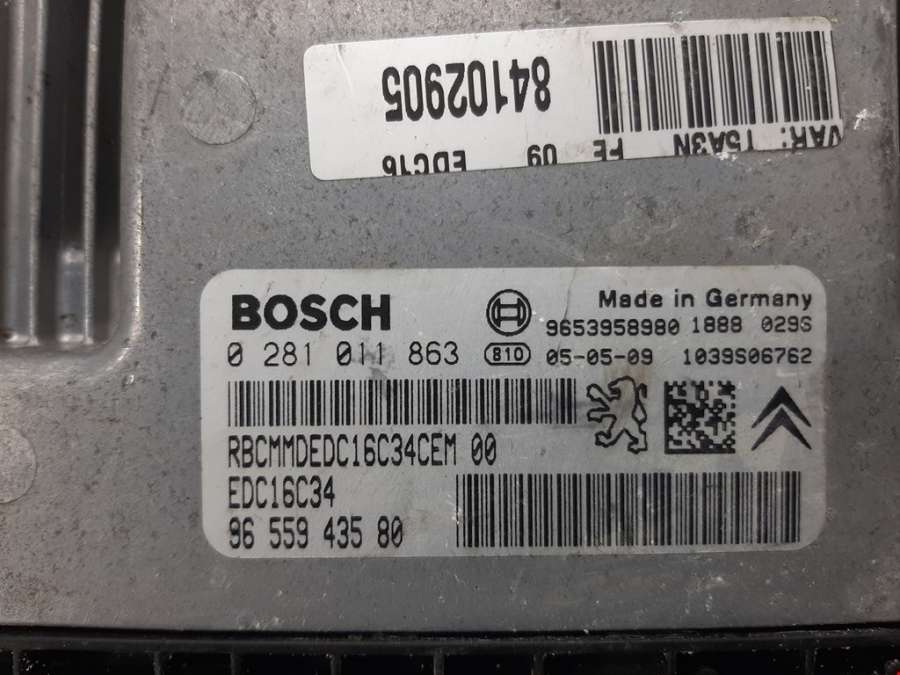 84102905
VAR: T5A3N FE 09 EDC16
BOSCH
Made in Germany
9653958980 1888 029S
0 281 011 863
810 05-05-09 1039S06762
RBCMMDEDC16C34CEM 00
EDC16C34
96 559 435 80